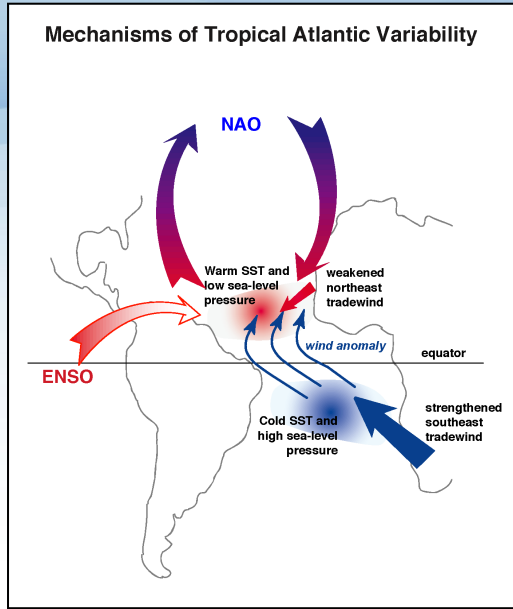 Mechanisms of Tropical Atlantic Variability
NAO
Warm SST and
low sea-level
pressure
weakened
northeast
tradewind
wind anomaly
equator
ENSO
Cold SST and
high sea-level
pressure
strengthened
southeast
tradewind